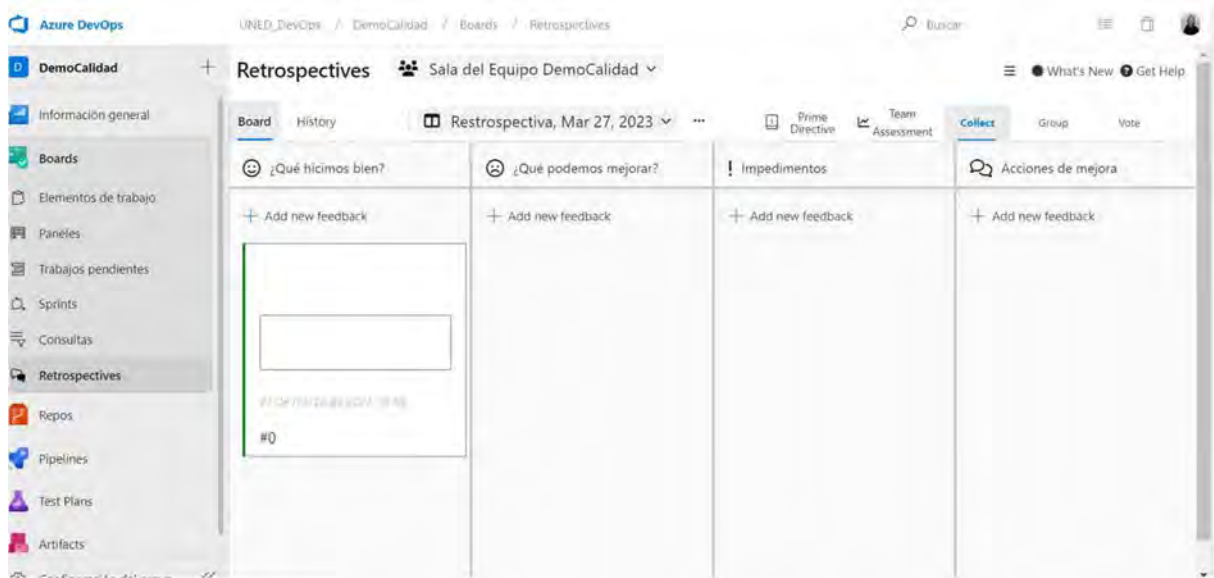 Azure DevOps
UNED_DevOps / DemoCalidad / Boards / Retrospectives
Buscar
D DemoCalidad
Retrospectives
Sala del Equipo DemoCalidad
What's New
Get Help
Información general
Board
History
Restrospectiva, Mar 27, 2023
Prime
Directive
Team
Assessment
Collect
Group
Vote
Boards
¿Qué hicimos bien?
¿Qué podemos mejorar?
Impedimentos
Acciones de mejora
Elementos de trabajo
Add new feedback
Add new feedback
Add new feedback
Add new feedback
Paneles
Trabajos pendientes
Sprints
Consultas
Retrospectives
Repos
#0
Pipelines
Test Plans
Artifacts